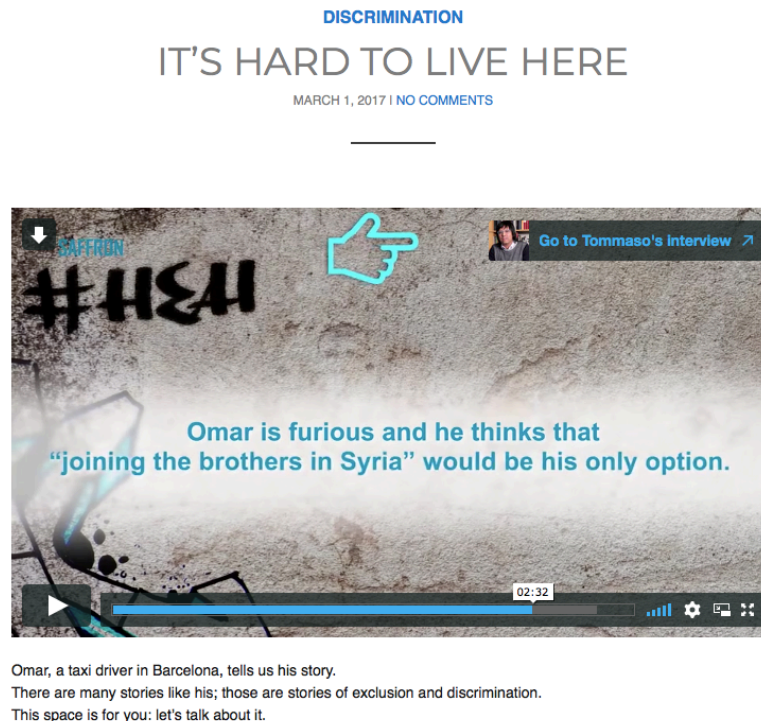 DISCRIMINATION
IT'S HARD TO LIVE HERE
MARCH 1, 2017 | NO COMMENTS
Go to Tommaso's interview
SAFFRON
#HEH
Omar is furious and he thinks that
“joining the brothers in Syria” would be his only option.
02:32
Omar, a taxi driver in Barcelona, tells us his story.
There are many stories like his; those are stories of exclusion and discrimination.
This space is for you: let's talk about it.